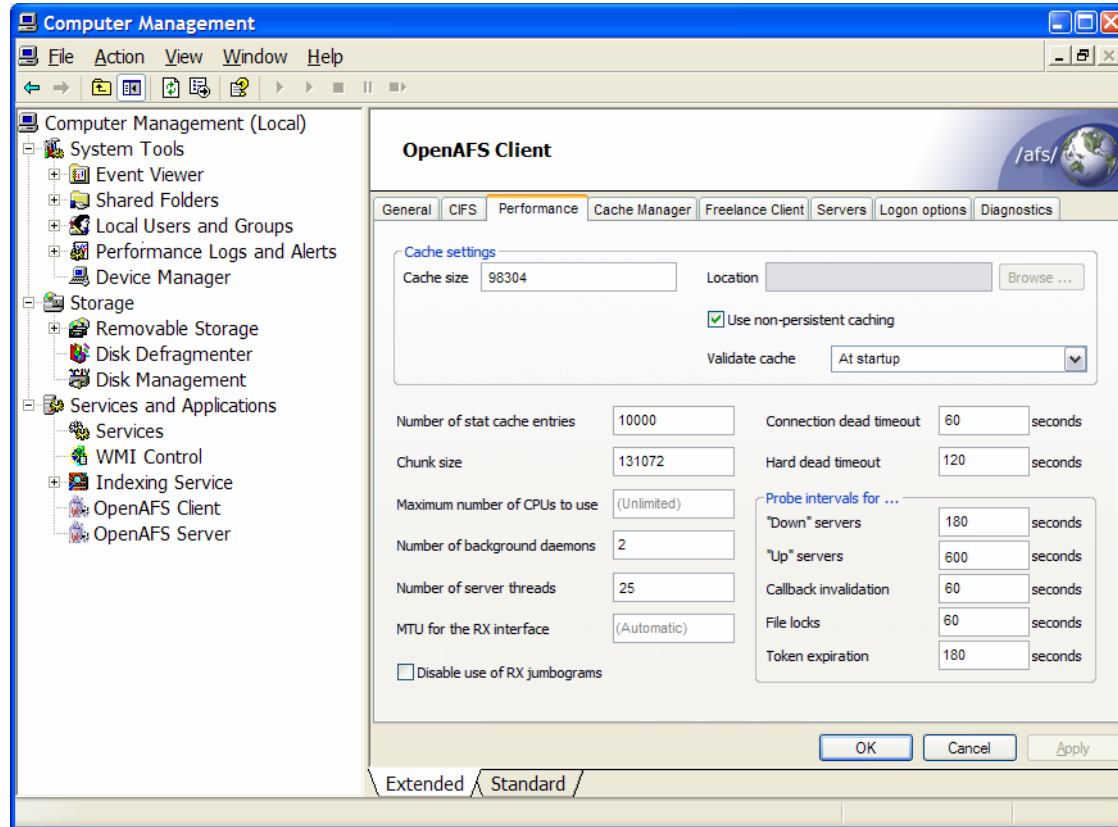 Computer Management
File Action View Window Help
Computer Management (Local)
System Tools
Event Viewer
Shared Folders
Local Users and Groups
Performance Logs and Alerts
Device Manager
Storage
Removable Storage
Disk Defragmenter
Disk Management
Services and Applications
Services
WMI Control
Indexing Service
OpenAFS Client
OpenAFS Server
OpenAFS Client
/afs/
General CIFS Performance Cache Manager Freelance Client Servers Logon options Diagnostics
Cache settings
Cache size 98304 Location Browse ...
Use non-persistent caching
Validate cache At startup
Number of stat cache entries 10000
Chunk size 131072
Maximum number of CPUs to use (Unlimited)
Number of background daemons 2
Number of server threads 25
MTU for the RX interface (Automatic)
Disable use of RX jumbograms
Connection dead timeout 60 seconds
Hard dead timeout 120 seconds
Probe intervals for ...
"Down" servers 180 seconds
"Up" servers 600 seconds
Callback invalidation 60 seconds
File locks 60 seconds
Token expiration 180 seconds
OK Cancel Apply
Extended Standard